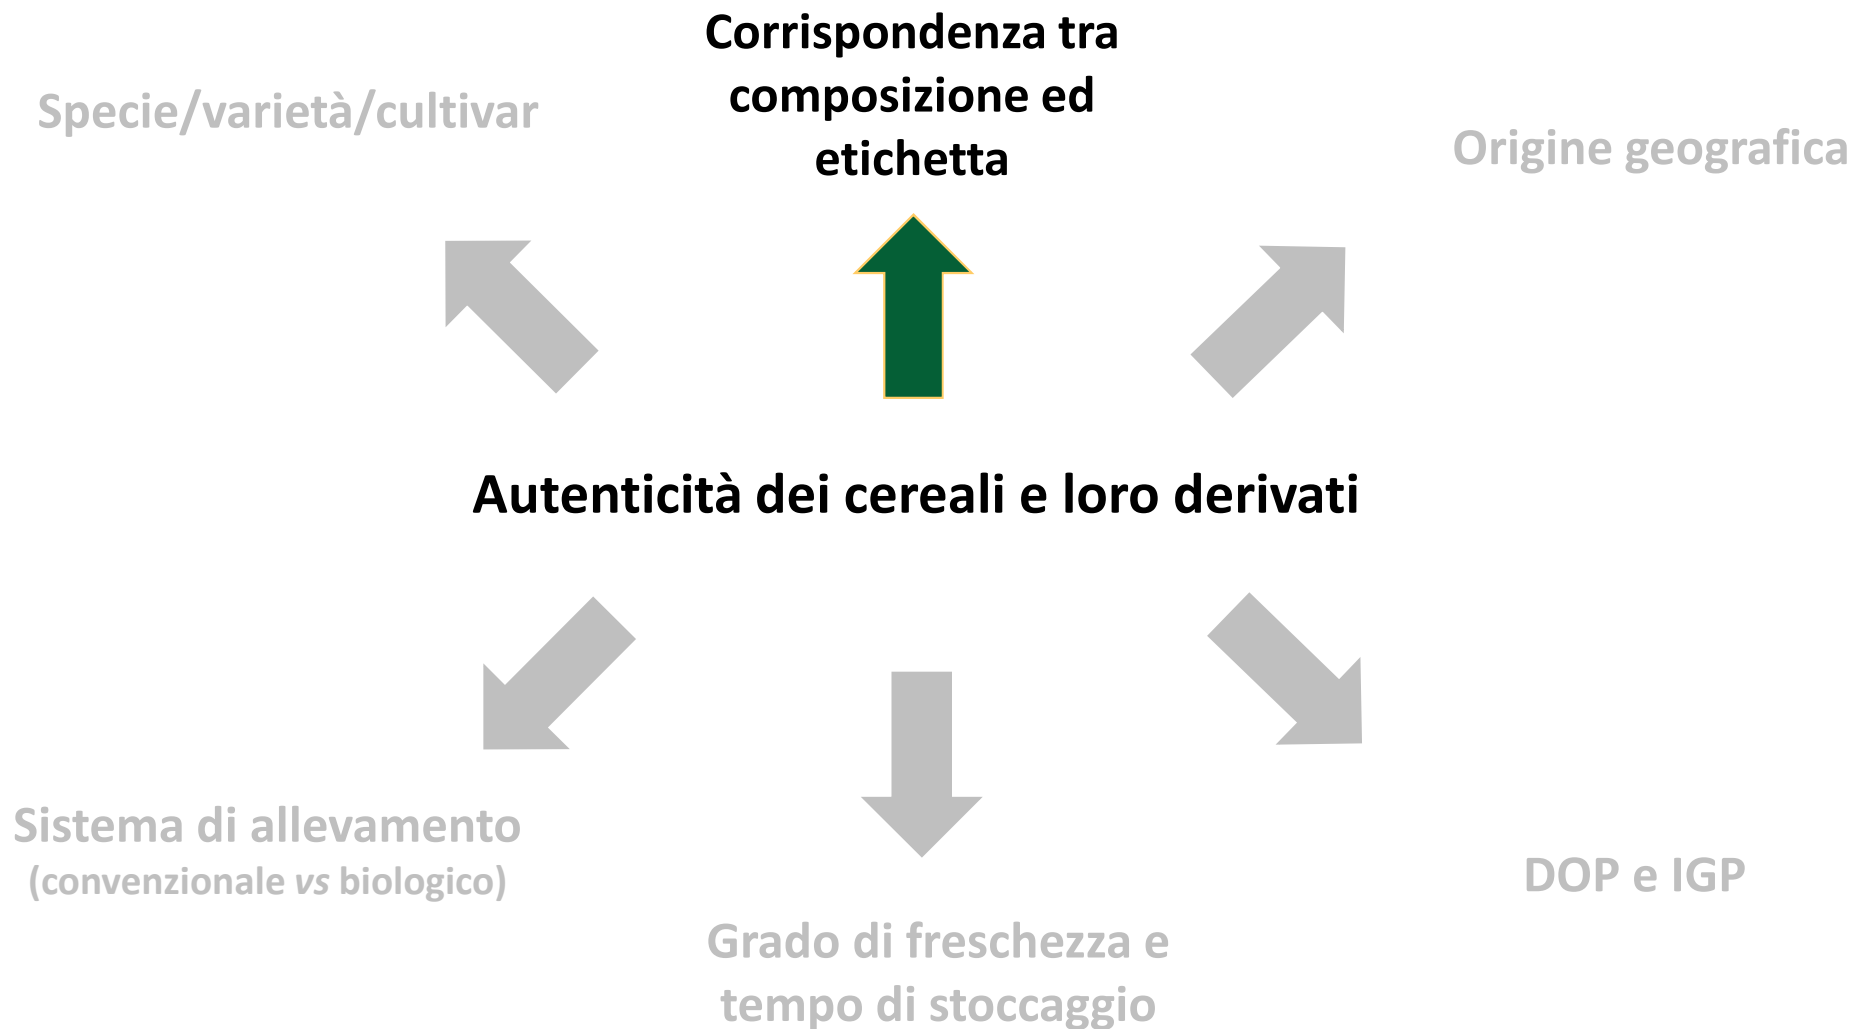 Corrispondenza tra
composizione ed
etichetta
Specie/varietà/cultivar
Origine geografica
Autenticità dei cereali e loro derivati
Sistema di allevamento
(convenzionale vs biologico)
DOP e IGP
Grado di freschezza e
tempo di stoccaggio